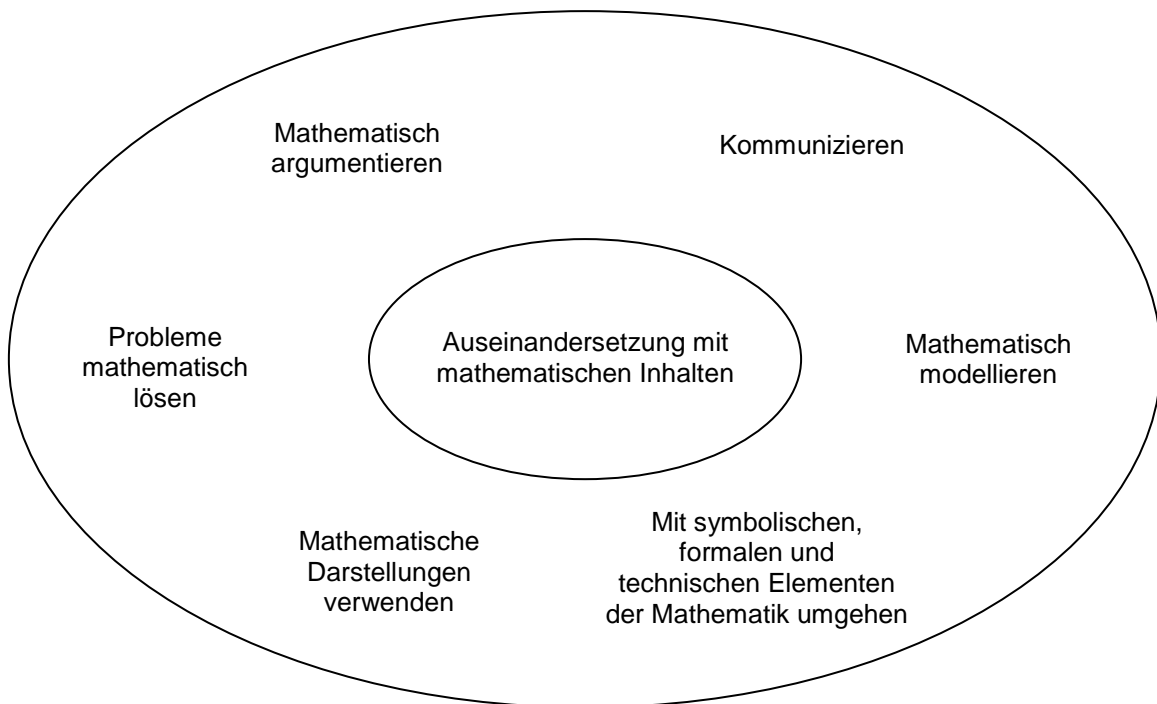 Mathematisch
argumentieren
Kommunizieren
Probleme
mathematisch
lösen
Auseinandersetzung mit
mathematischen Inhalten
Mathematisch
modellieren
Mathematische
Darstellungen
verwenden
Mit symbolischen,
formalen und
technischen Elementen
der Mathematik umgehen